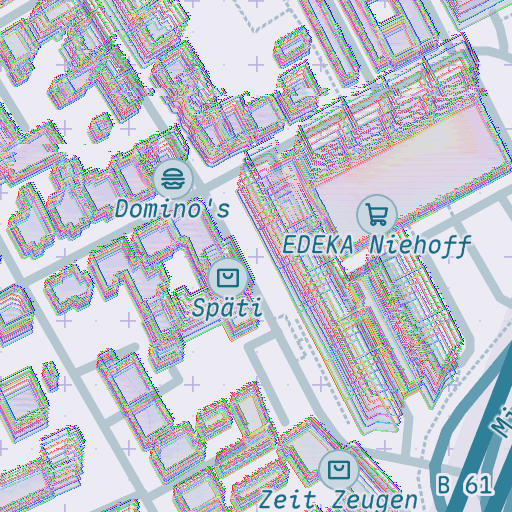 Domino's
EDEKA Niehoff
Späti
B 61
Zeit Zeugen